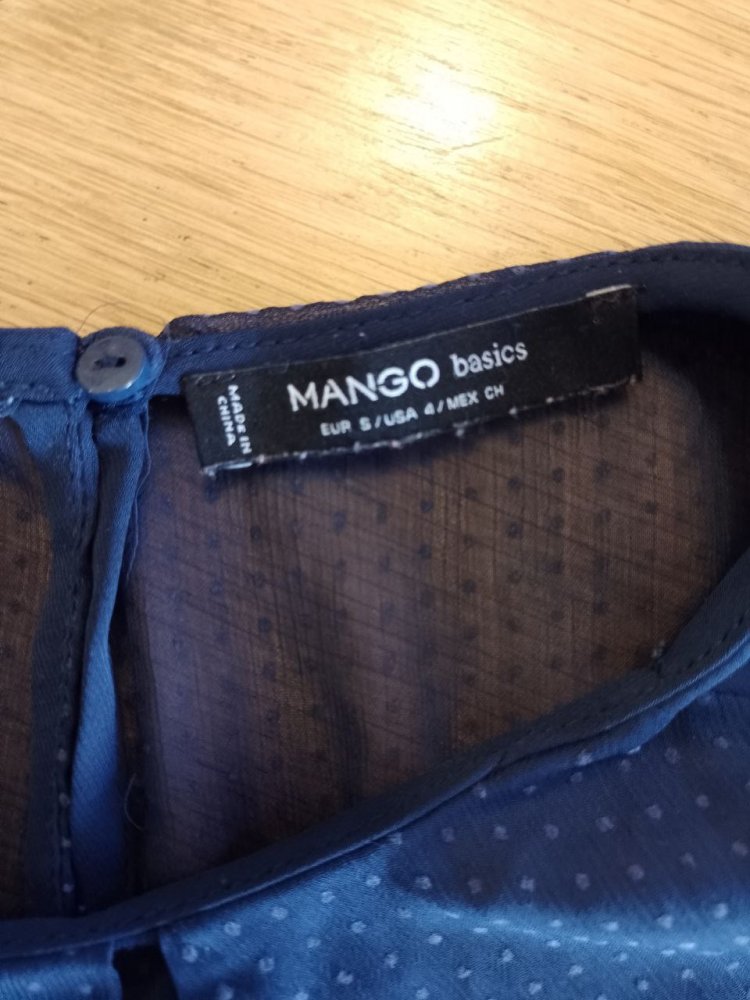 MANGO basics
EUR S/USA 4/MEX CH
MADE IN
CHINA